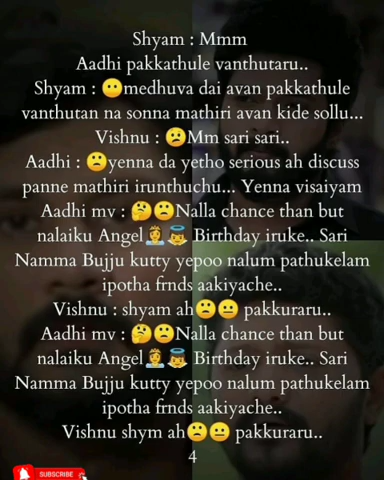 Shyam : Mmm
Aadhi pakkathule vanthutaru..
Shyam : 😶medhuva dai avan pakkathule
vanthutan na sonna mathiri avan kide sollu...
Vishnu : 😕Mm sari sari..
Aadhi : 🙁yenna da yetho serious ah discuss
panne mathiri irunthuchu... Yenna visaiyam
Aadhi mv : 🤔🙁Nalla chance than but
nalaiku Angel👸👼 Birthday iruke.. Sari
Namma Bujju kutty yepoo nalum pathukelam
ipotha frnds aakiyache..
Vishnu : shyam ah🙁😐 pakkuraru..
Aadhi mv : 🤔🙁Nalla chance than but
nalaiku Angel👸👼 Birthday iruke.. Sari
Namma Bujju kutty yepoo nalum pathukelam
ipotha frnds aakiyache..
Vishnu shym ah🙁😐 pakkuraru..
4
SUBSCRIBE